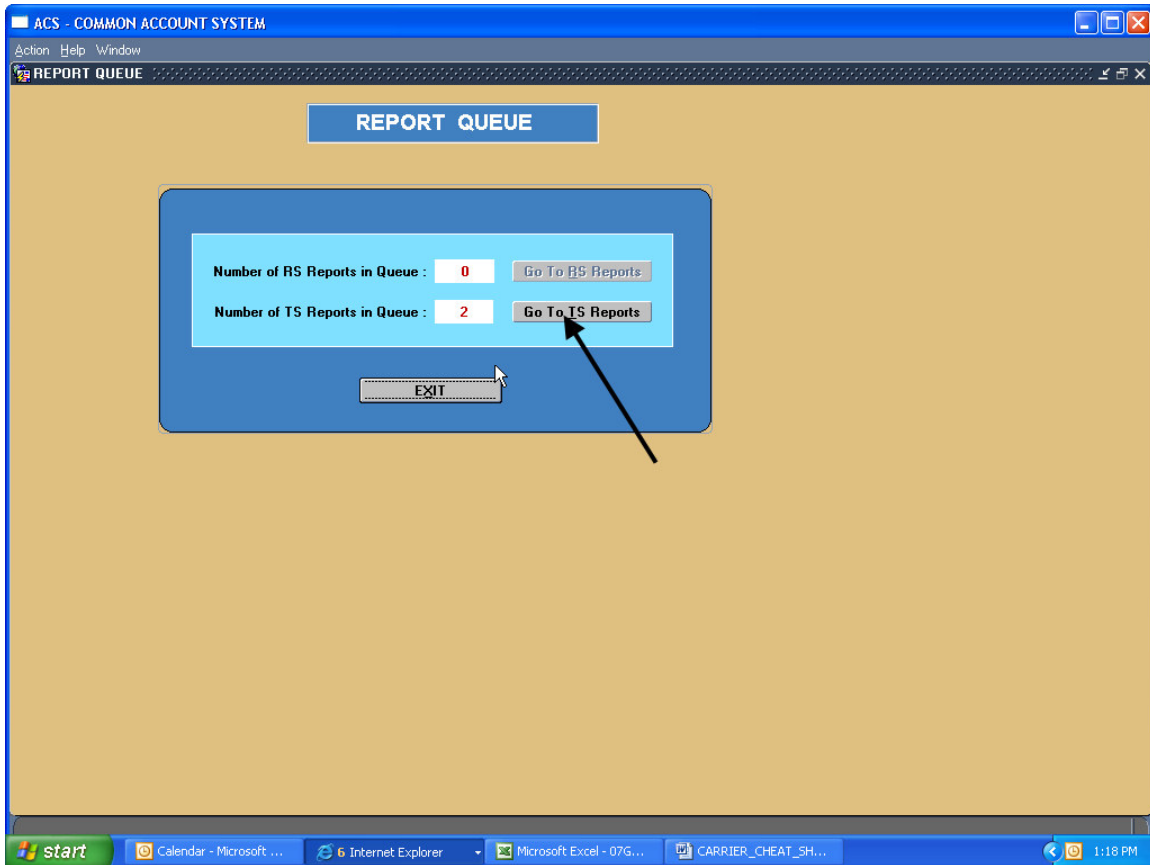 ACS - COMMON ACCOUNT SYSTEM
Action Help Window
REPORT QUEUE
REPORT QUEUE
Number of RS Reports in Queue : 0 Go To RS Reports
Number of TS Reports in Queue : 2 Go To TS Reports
EXIT
start Calendar - Microsoft ... 6 Internet Explorer Microsoft Excel - 07G... CARRIER_CHEAT_SH... 1:18 PM